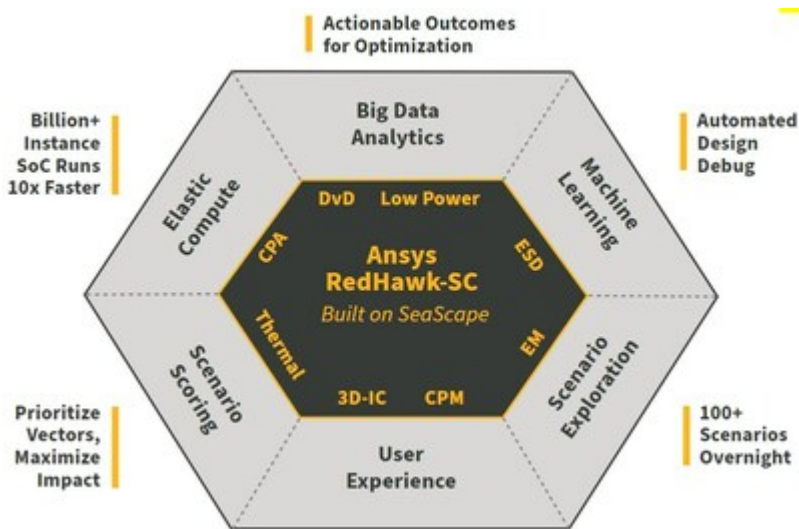 Actionable Outcomes
for Optimization
Billion+
Instance
SoC Runs
10x Faster
Big Data
Analytics
Automated
Design
Debug
Elastic
Compute
Machine
Learning
DvD
Low Power
CPA
ESD
Ansys
RedHawk-SC
Built on SeaScape
Thermal
EM
3D-IC
CPM
Scenario
Scoring
Scenario
Exploration
Prioritize
Vectors,
Maximize
Impact
User
Experience
100+
Scenarios
Overnight